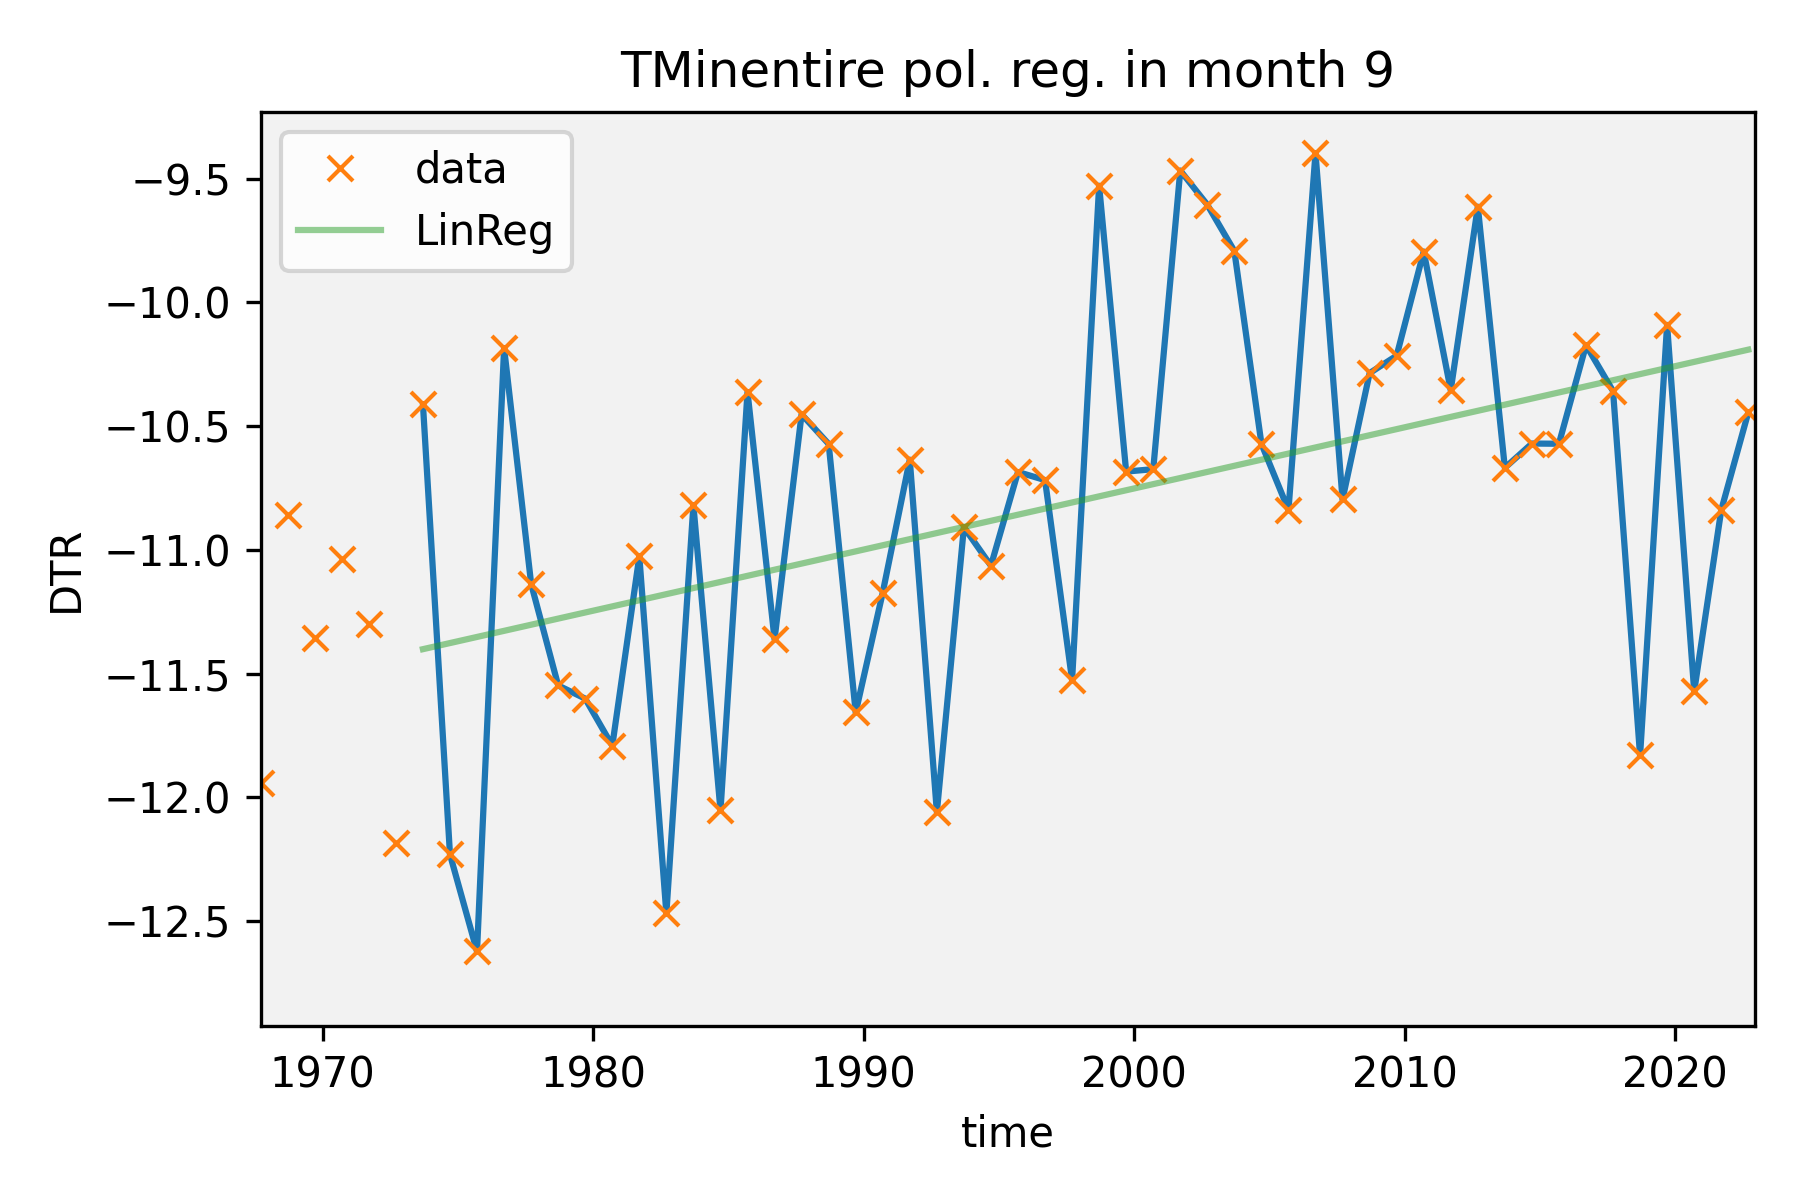 TMinentire pol. reg. in month 9
data
LinReg
DTR
−9.5
−10.0
−10.5
−11.0
−11.5
−12.0
−12.5
1970 1980 1990 2000 2010 2020
time